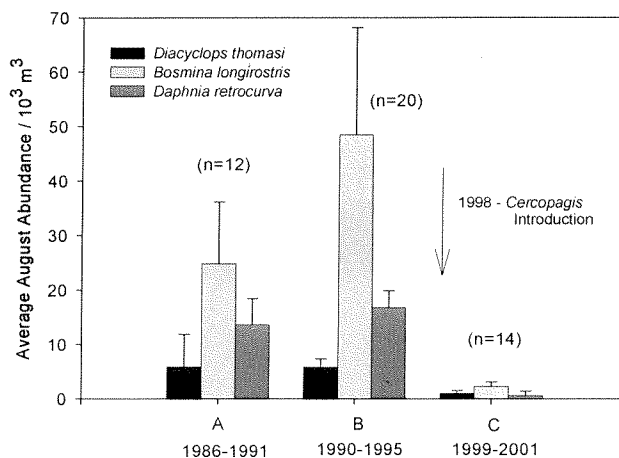 70
60
50
40
30
20
10
0
Average August Abundance / 10³ m³
Diacyclops thomasi
Bosmina longirostris
Daphnia retrocurva
(n=12)
(n=20)
(n=14)
1998 - Cercopagis
Introduction
A
B
C
1986-1991
1990-1995
1999-2001